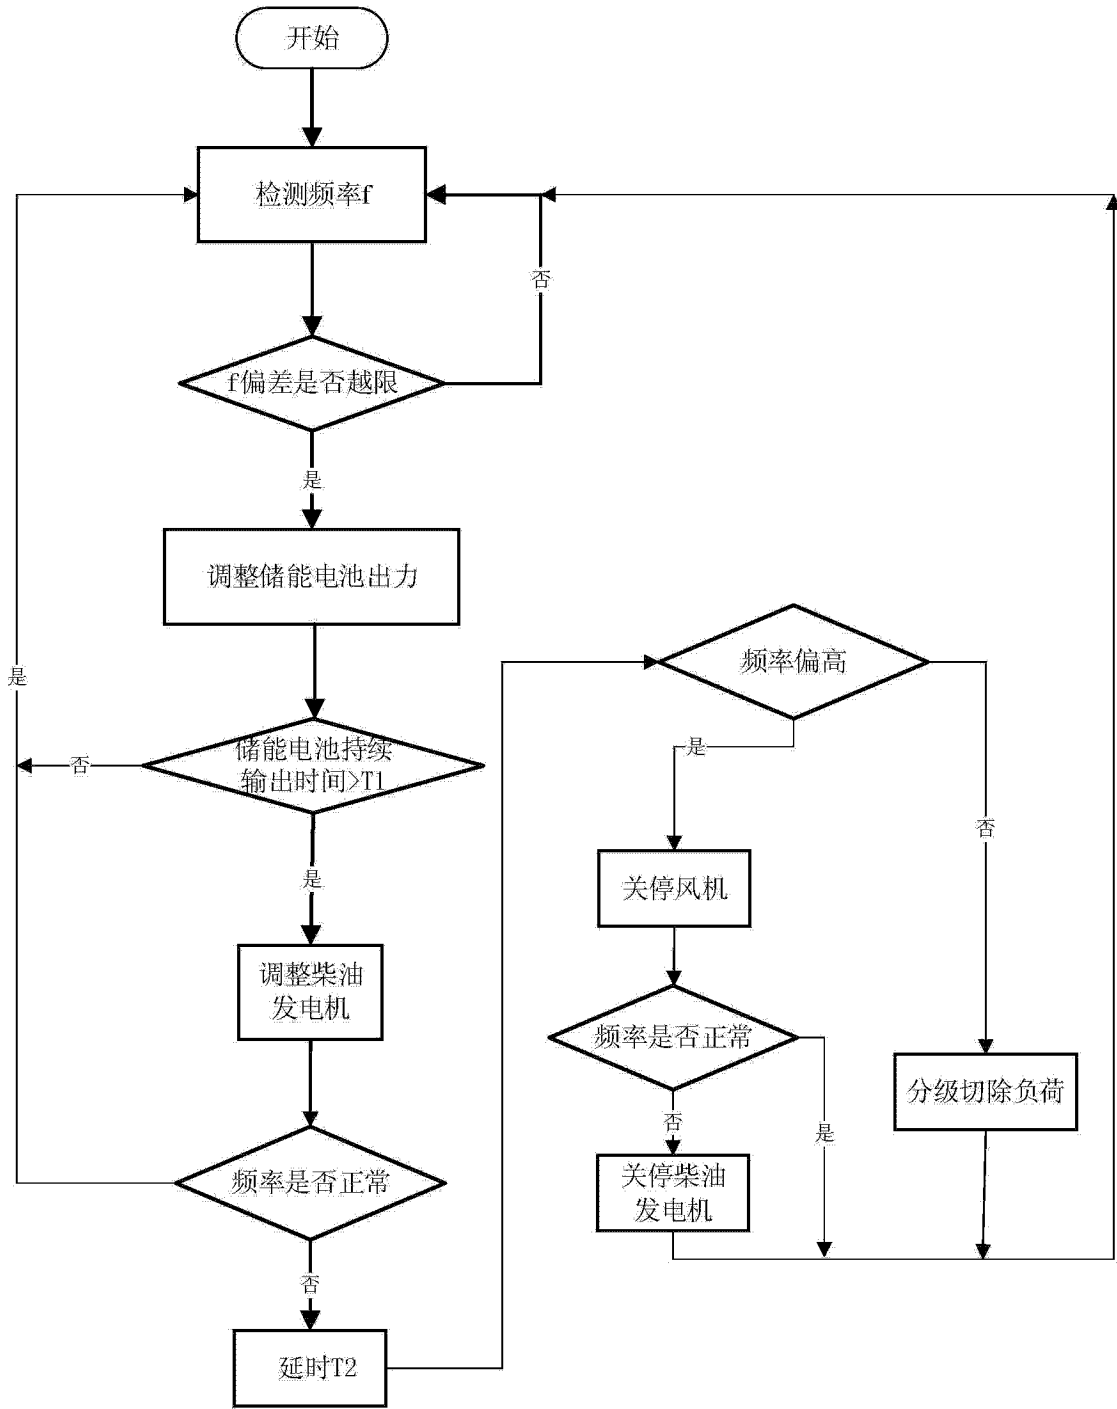 开始
检测频率f
否
f偏差是否越限
是
调整储能电池出力
是
储能电池持续
输出时间>T1
否
是
调整柴油
发电机
频率是否正常
否
延时T2
频率偏高
是
否
关停风机
频率是否正常
分级切除负荷
否
是
关停柴油
发电机